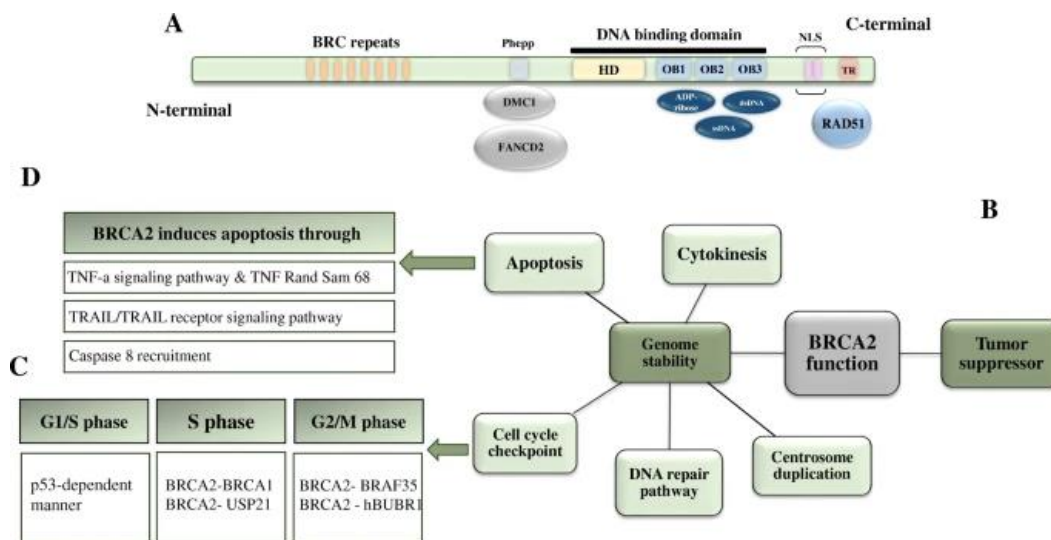 A
C-terminal
BRC repeats
Phepp
DNA binding domain
NLS
HD
OB1
OB2
OB3
TR
N-terminal
DMC1
ADP-
ribose
dsDNA
ssDNA
RAD51
FANCD2
D
B
BRCA2 induces apoptosis through
TNF-a signaling pathway & TNF Rand Sam 68
TRAIL/TRAIL receptor signaling pathway
Caspase 8 recruitment
Apoptosis
Cytokinesis
Genome
stability
BRCA2
function
Tumor
suppressor
C
G1/S phase
S phase
G2/M phase
p53-dependent
manner
BRCA2-BRCA1
BRCA2- USP21
BRCA2- BRAF35
BRCA2 - hBUBR1
Cell cycle
checkpoint
DNA repair
pathway
Centrosome
duplication